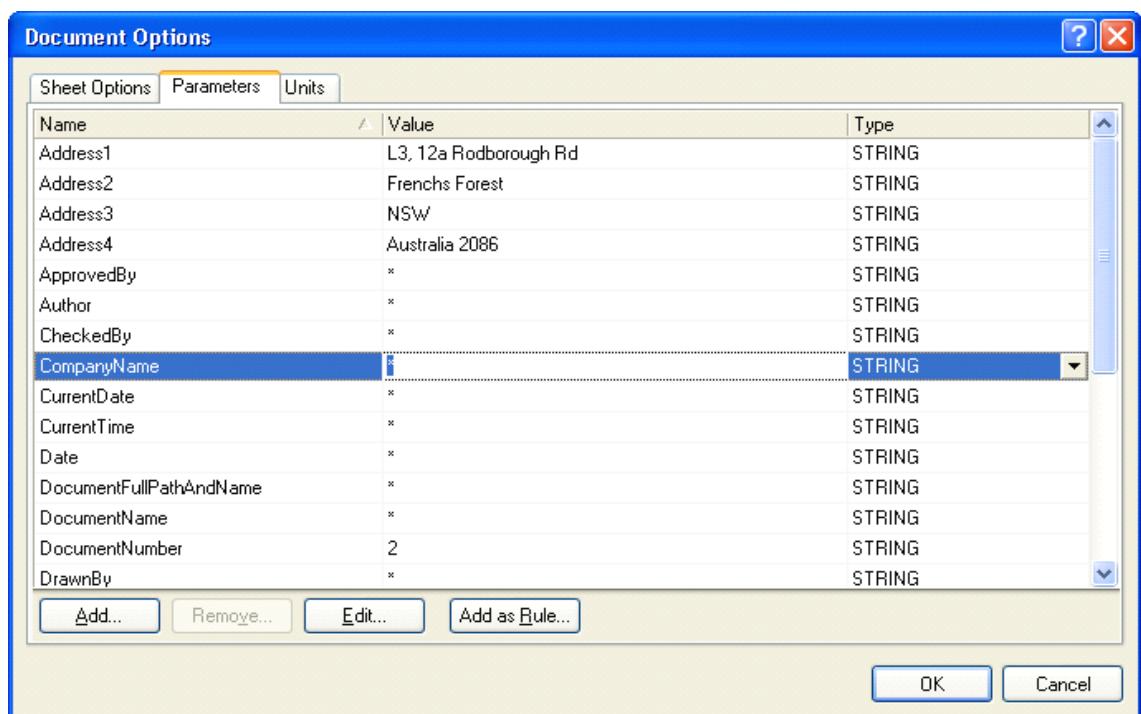 Document Options
Sheet Options Parameters Units
Name Value Type
Address1 L3, 12a Rodborough Rd STRING
Address2 Frenchs Forest STRING
Address3 NSW STRING
Address4 Australia 2086 STRING
ApprovedBy * STRING
Author * STRING
CheckedBy * STRING
CompanyName * STRING
CurrentDate * STRING
CurrentTime * STRING
Date * STRING
DocumentFullPathAndName * STRING
DocumentName * STRING
DocumentNumber 2 STRING
DrawnBy * STRING
Add... Remove... Edit... Add as Rule...
OK Cancel